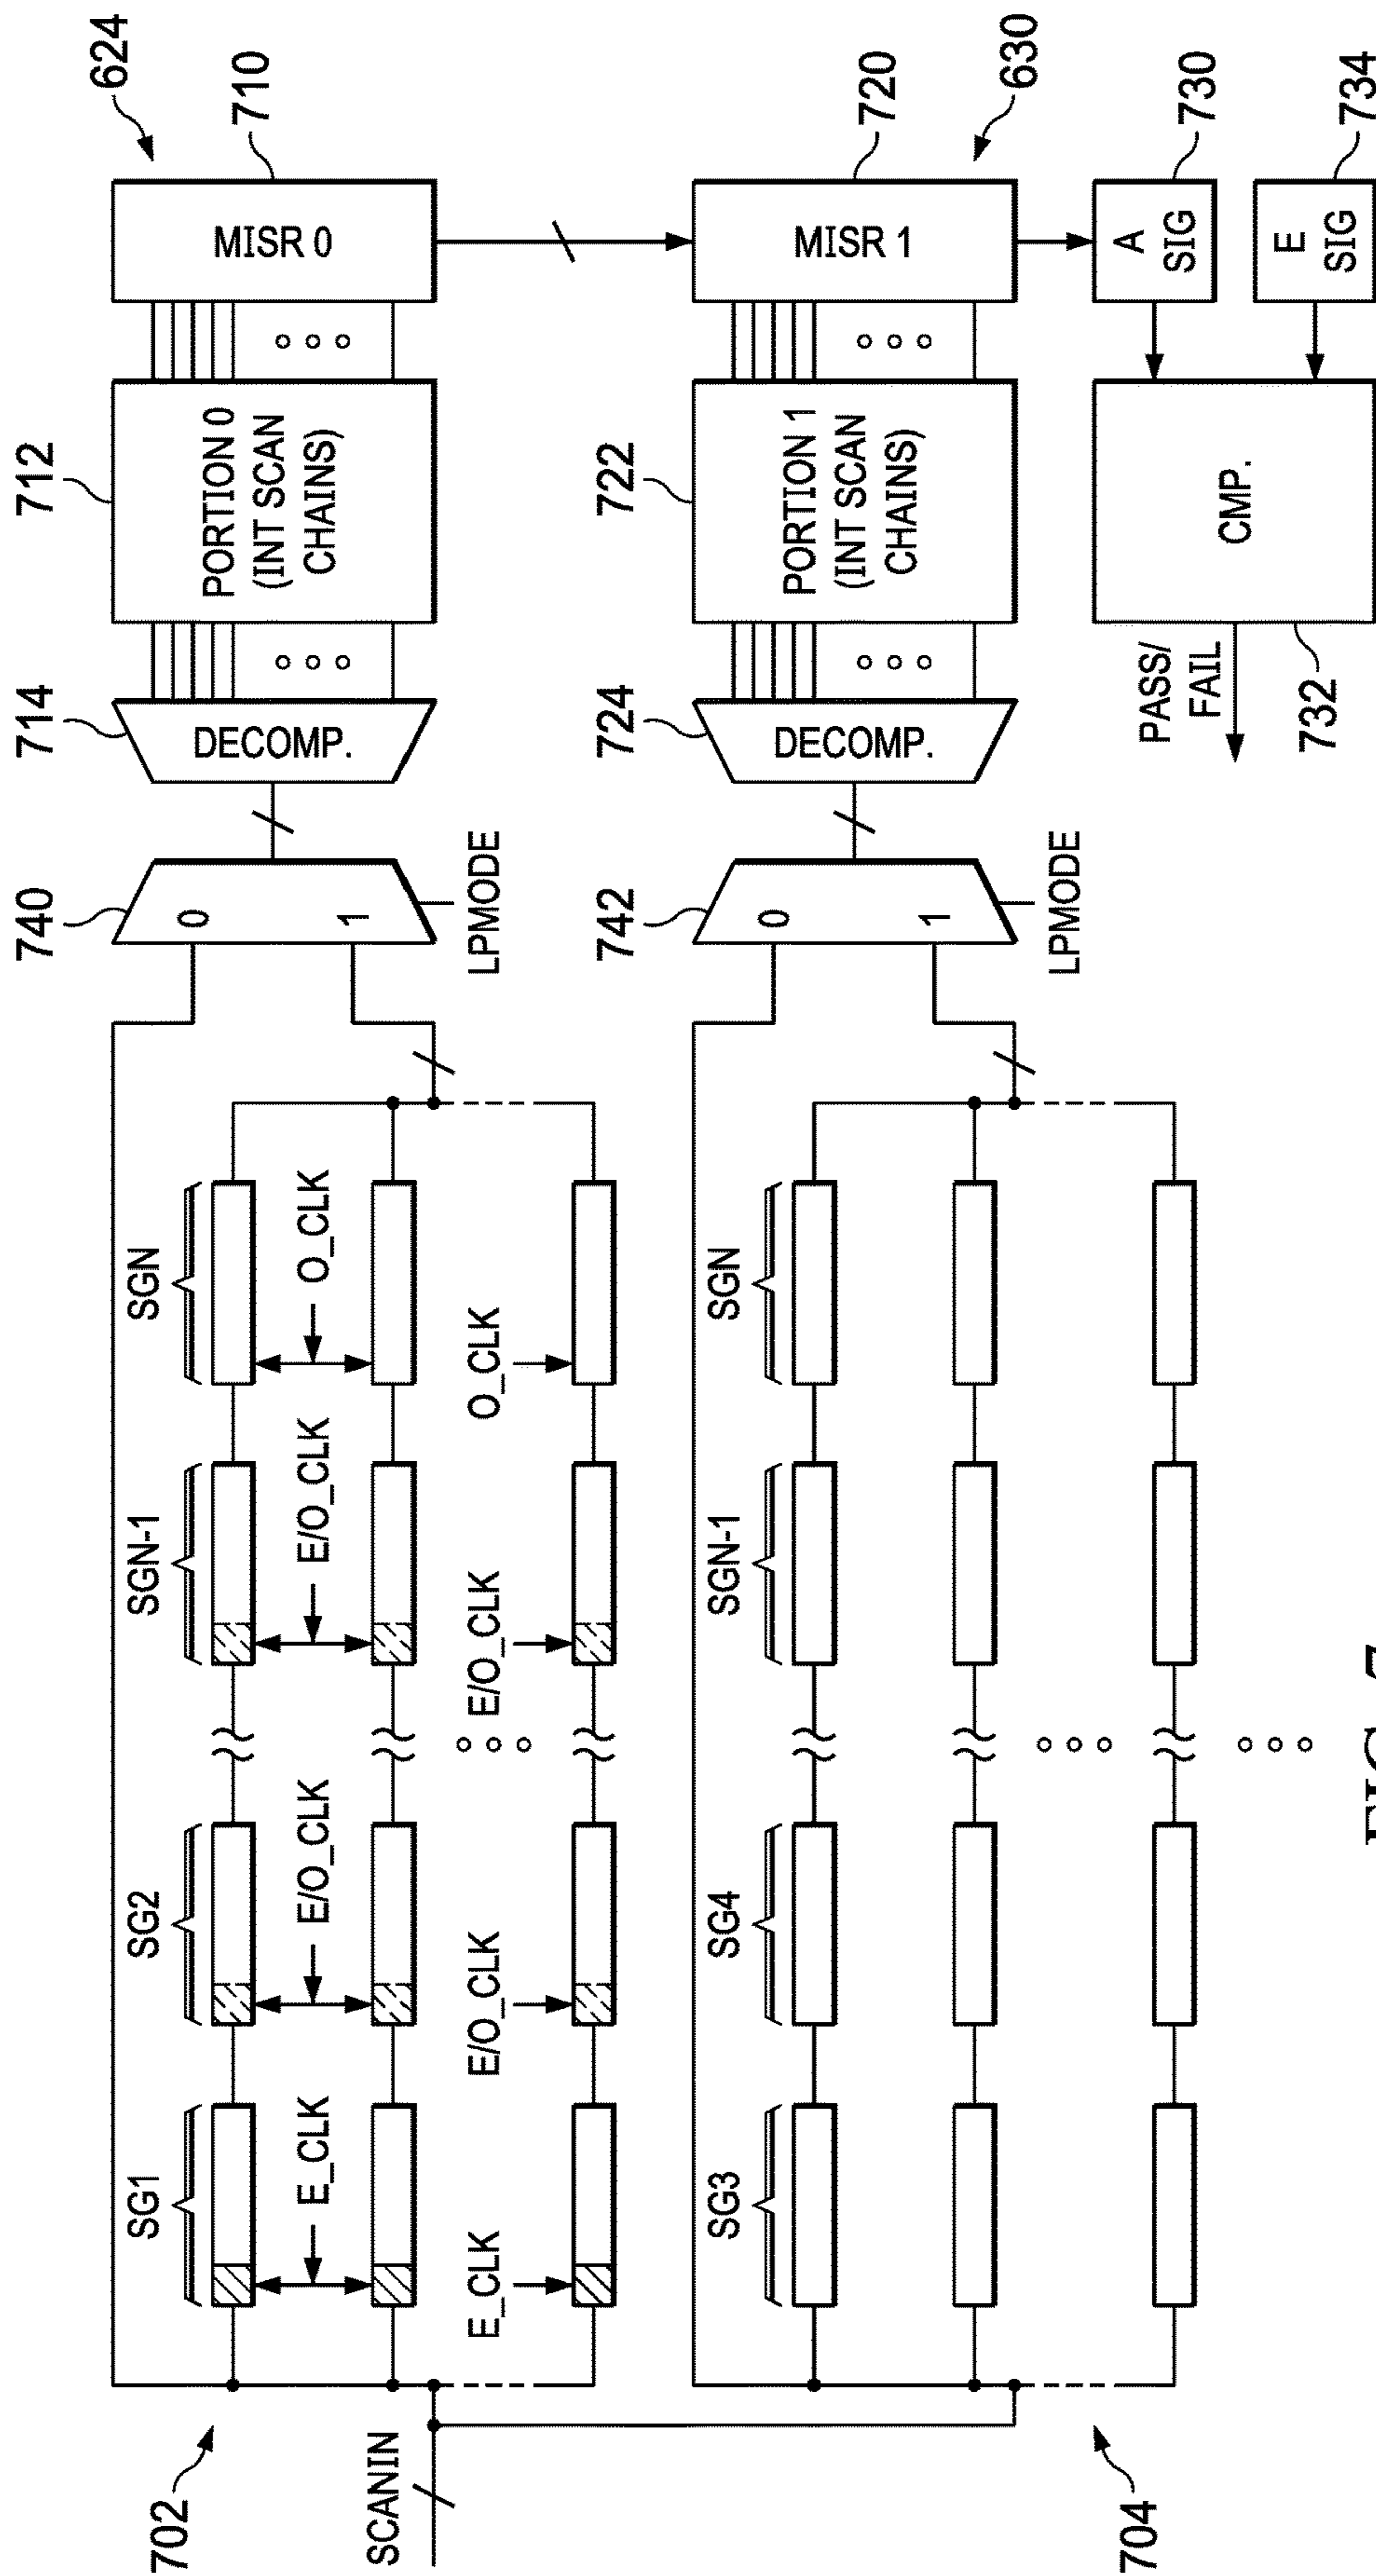 702
SCANIN
SG1
SG2
SGN-1
SGN
E_CLK
E/O_CLK
E/O_CLK
O_CLK
E_CLK
E/O_CLK
E/O_CLK
O_CLK
740
0
1
LPMODE
714
DECOMP.
712
PORTION 0
(INT SCAN
CHAINS)
MISR 0
624
710
704
SG3
SG4
SGN-1
SGN
742
0
1
LPMODE
724
DECOMP.
722
PORTION 1
(INT SCAN
CHAINS)
MISR 1
720
630
PASS/
FAIL
732
CMP.
A
SIG
730
E
SIG
734